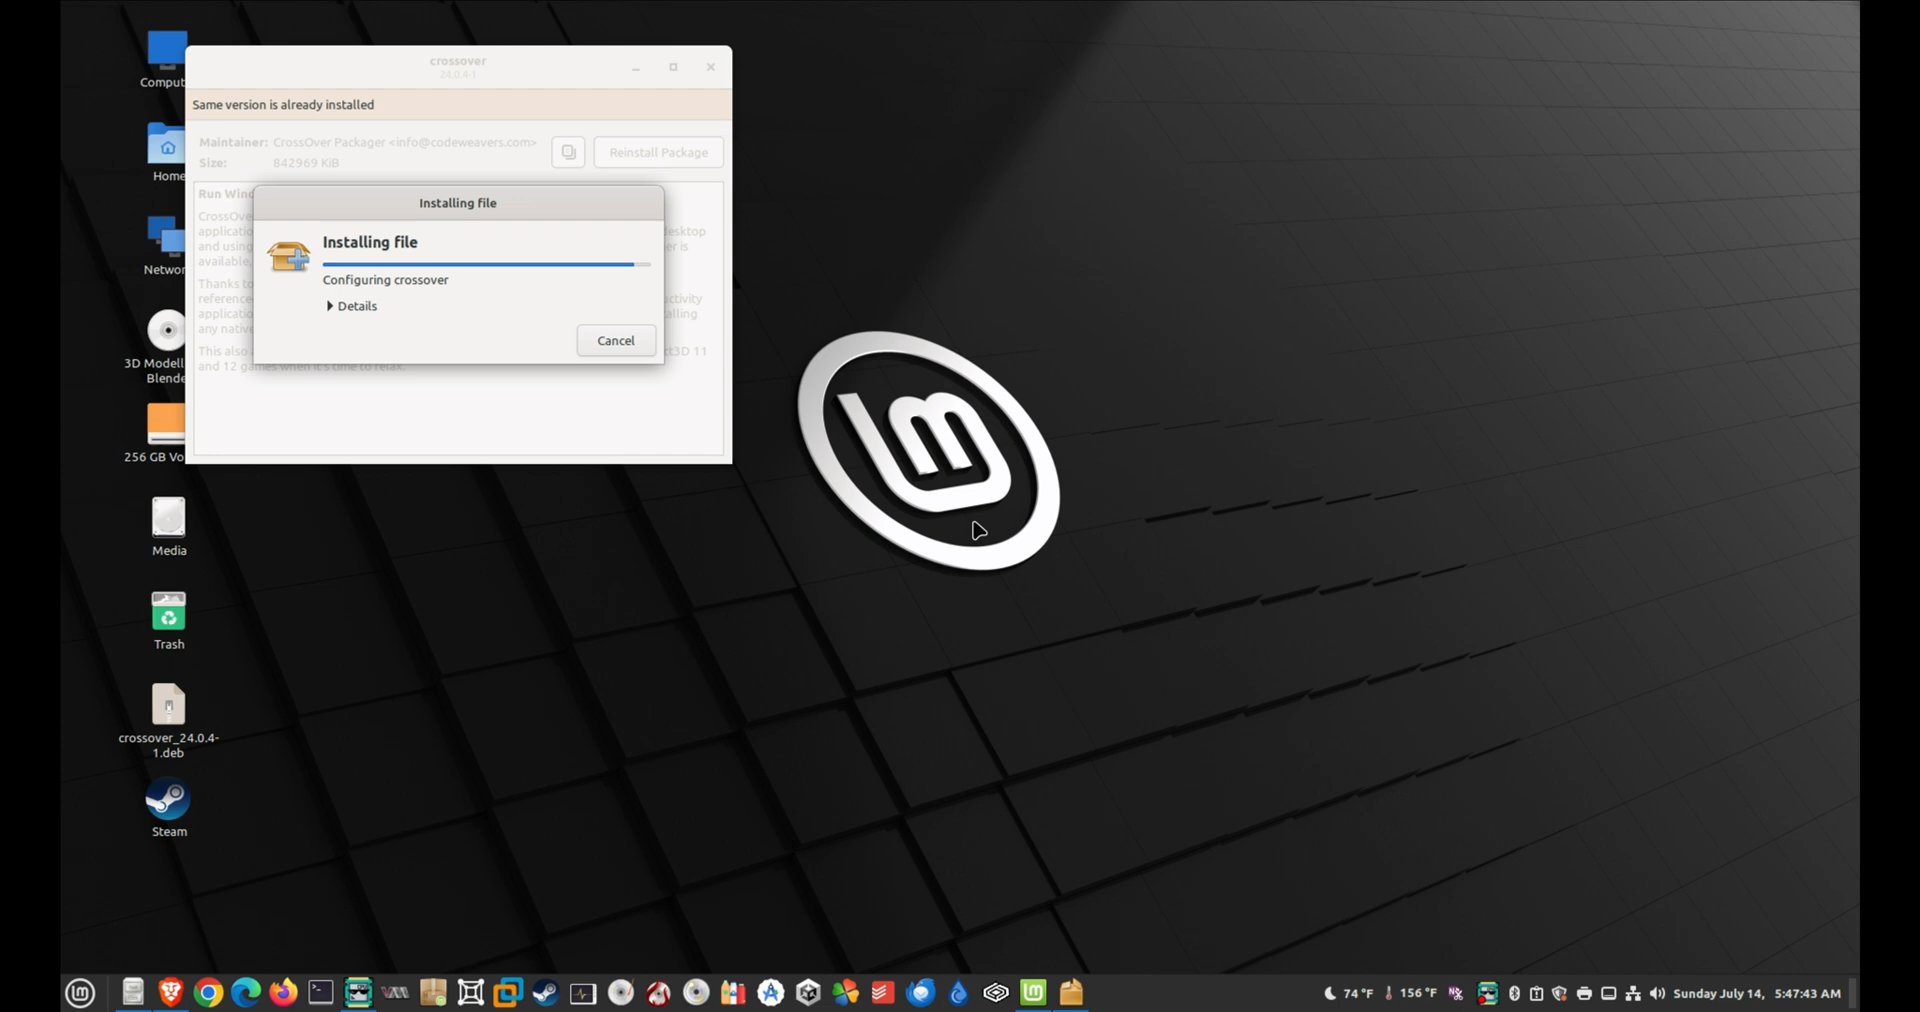 Comput
Home
Networ
3D Modell
Blende
256 GB Vo
Media
Trash
crossover_24.0.4-
1.deb
Steam
crossover
24.0.4-1
Same version is already installed
Maintainer: CrossOver Packager <info@codeweavers.com>
Size: 842969 KiB
Reinstall Package
Run Wind
CrossOve
applicatio
desktop
and using
er is
available,
Thanks to
reference
ctivity
applicatio
alling
any native
This also
ct3D 11
and 12 games when it's time to relax.
Installing file
Installing file
Configuring crossover
Details
Cancel
74 °F
156 °F
Sunday July 14, 5:47:43 AM